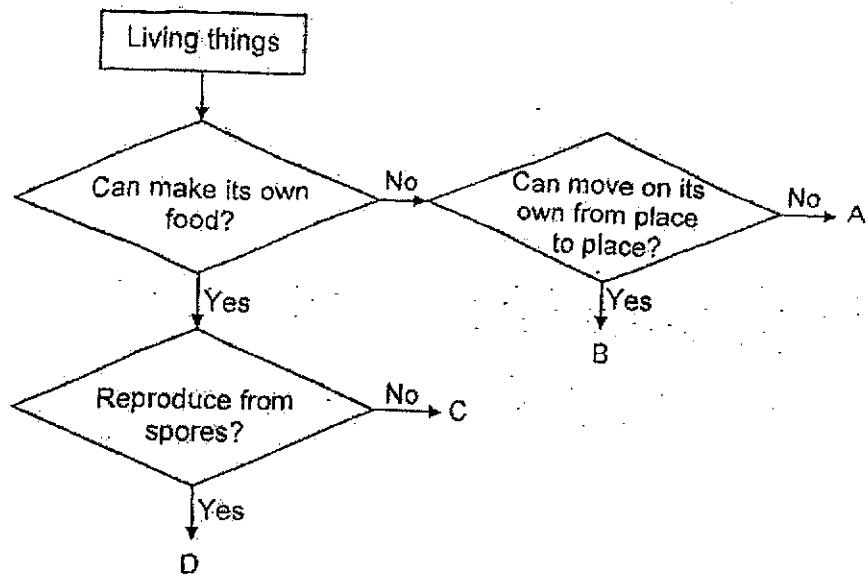 Living things
Can make its own
food?
No
Can move on its
own from place
to place?
No
A
Yes
Yes
B
Reproduce from
spores?
No
C
Yes
D